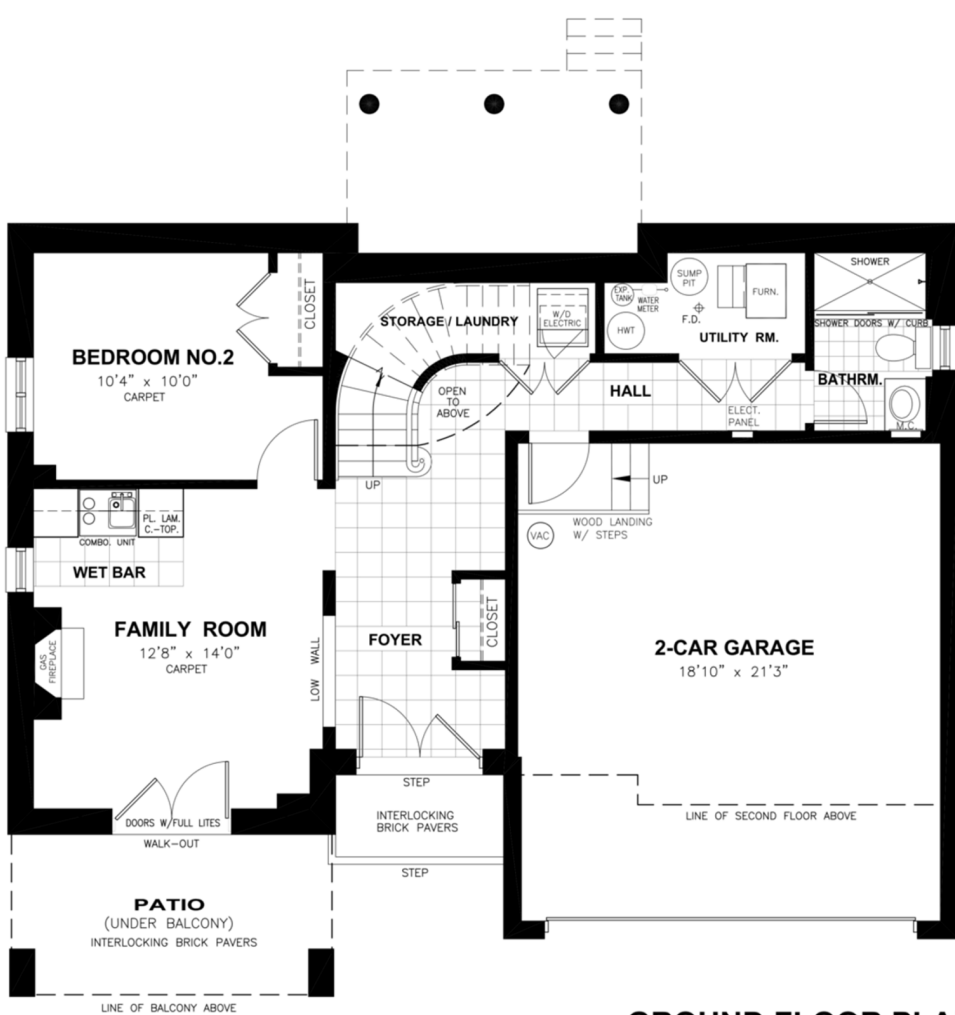 SHOWER
SUMP
PIT
CLOSET
EXP.
TANK
WATER
METER
FURN.
W/D
ELECTRIC
STORAGE / LAUNDRY
F.D.
HWT
UTILITY RM.
SHOWER DOORS W/ CURB
BEDROOM NO.2
10'4" x 10'0"
CARPET
OPEN
TO
ABOVE
HALL
BATHRM.
ELECT.
PANEL
M.C.
UP
UP
PL. LAM.
C.-TOP.
COMBO. UNIT
WOOD LANDING
W/ STEPS
VAC
WET BAR
CLOSET
FAMILY ROOM
12'8" x 14'0"
CARPET
GAS
FIREPLACE
LOW WALL
FOYER
2-CAR GARAGE
18'10" x 21'3"
STEP
DOORS W/FULL LITES
WALK-OUT
INTERLOCKING
BRICK PAVERS
LINE OF SECOND FLOOR ABOVE
STEP
PATIO
(UNDER BALCONY)
INTERLOCKING BRICK PAVERS
LINE OF BALCONY ABOVE